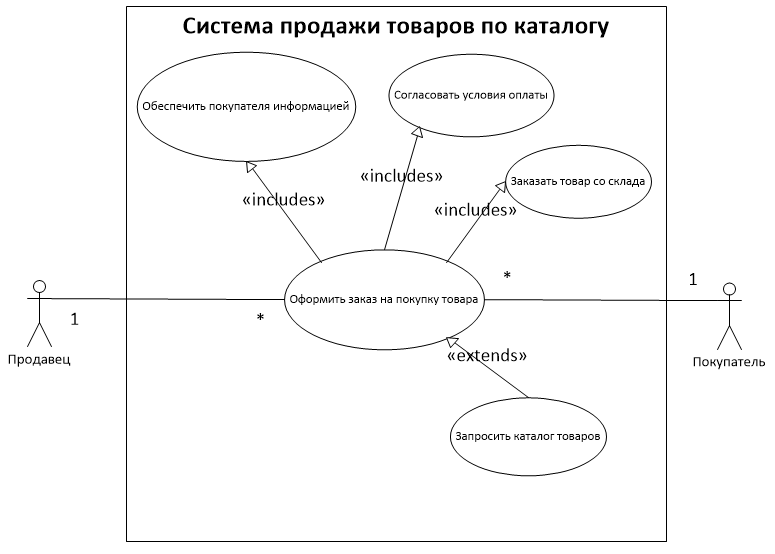 Система продажи товаров по каталогу
Обеспечить покупателя информацией
Согласовать условия оплаты
Заказать товар со склада
«includes»
«includes»
«includes»
Оформить заказ на покупку товара
*
1
1
*
Продавец
Покупатель
«extends»
Запросить каталог товаров